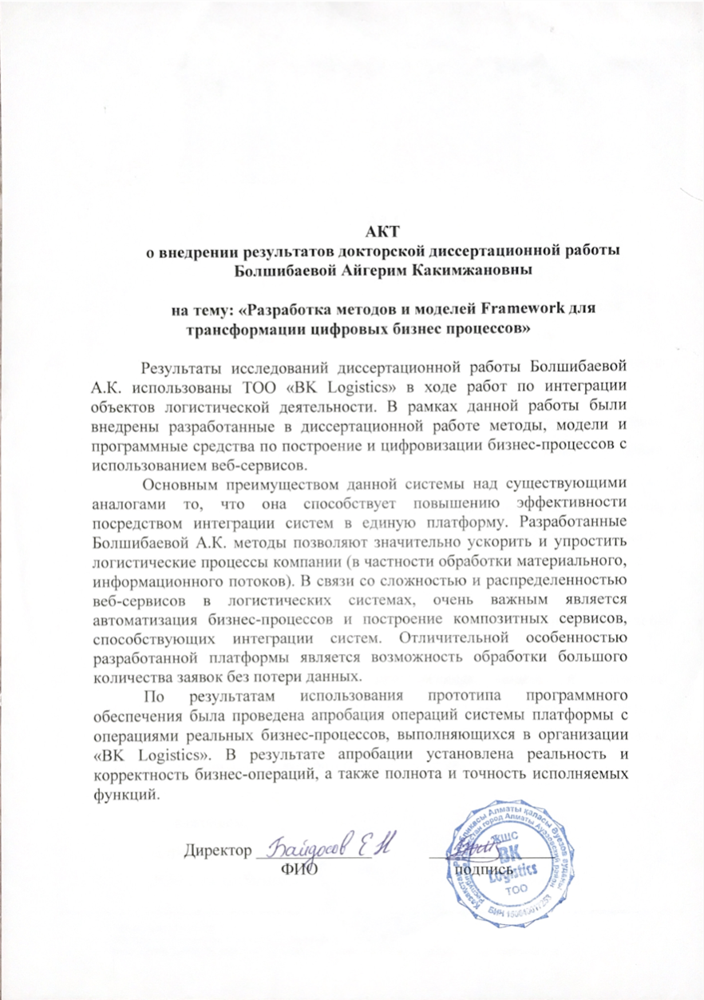 АКТ
о внедрении результатов докторской диссертационной работы
Болшибаевой Айгерим Какимжановны
на тему: «Разработка методов и моделей Framework для
трансформации цифровых бизнес процессов»
Результаты исследований диссертационной работы Болшибаевой
А.К. использованы ТОО «BK Logistics» в ходе работ по интеграции
объектов логистической деятельности. В рамках данной работы были
внедрены разработанные в диссертационной работе методы, модели и
программные средства по построение и цифровизации бизнес-процессов с
использованием веб-сервисов.
Основным преимуществом данной системы над существующими
аналогами то, что она способствует повышению эффективности
посредством интеграции систем в единую платформу. Разработанные
Болшибаевой А.К. методы позволяют значительно ускорить и упростить
логистические процессы компании (в частности обработки материального,
информационного потоков). В связи со сложностью и распределенностью
веб-сервисов в логистических системах, очень важным является
автоматизация бизнес-процессов и построение композитных сервисов,
способствующих интеграции систем. Отличительной особенностью
разработанной платформы является возможность обработки большого
количества заявок без потери данных.
По результатам использования прототипа программного
обеспечения была проведена апробация операций системы платформы с
операциями реальных бизнес-процессов, выполняющихся в организации
«BK Logistics». В результате апробации установлена реальность и
корректность бизнес-операций, а также полнота и точность исполняемых
функций.
Директор Байдосов Е Н
ФИО подпись
Қазақстан Республикасы Алматы қаласы Әуезов ауданы
город Алматы Ауэзовский район
ЖШС
BK
Logistics
ТОО
БИН